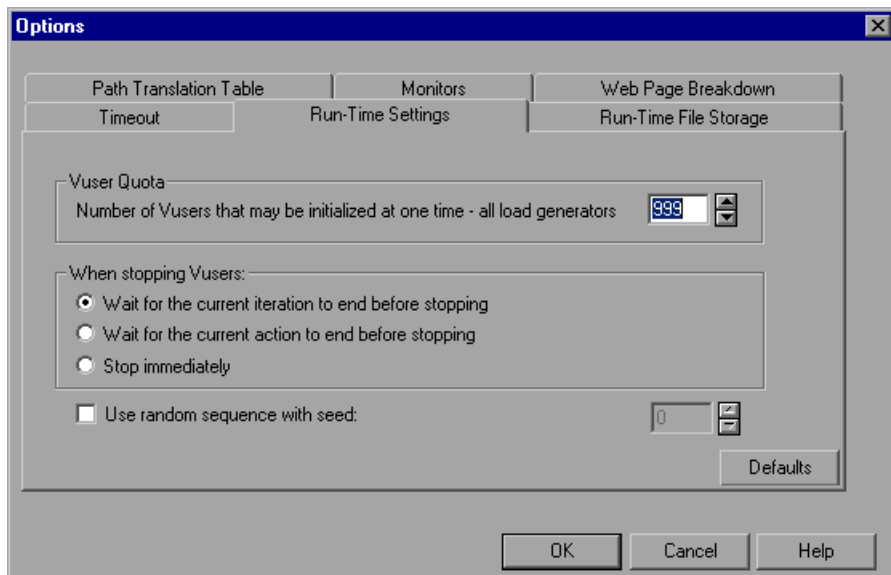 Options
Path Translation Table
Monitors
Web Page Breakdown
Timeout
Run-Time Settings
Run-Time File Storage
Vuser Quota
Number of Vusers that may be initialized at one time - all load generators
999
When stopping Vusers:
Wait for the current iteration to end before stopping
Wait for the current action to end before stopping
Stop immediately
Use random sequence with seed:
0
Defaults
OK
Cancel
Help